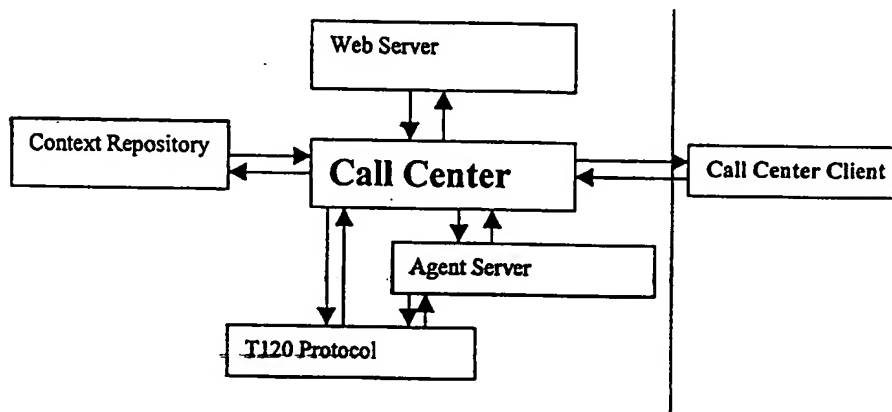 Web Server
Context Repository
Call Center
Call Center Client
Agent Server
T120 Protocol